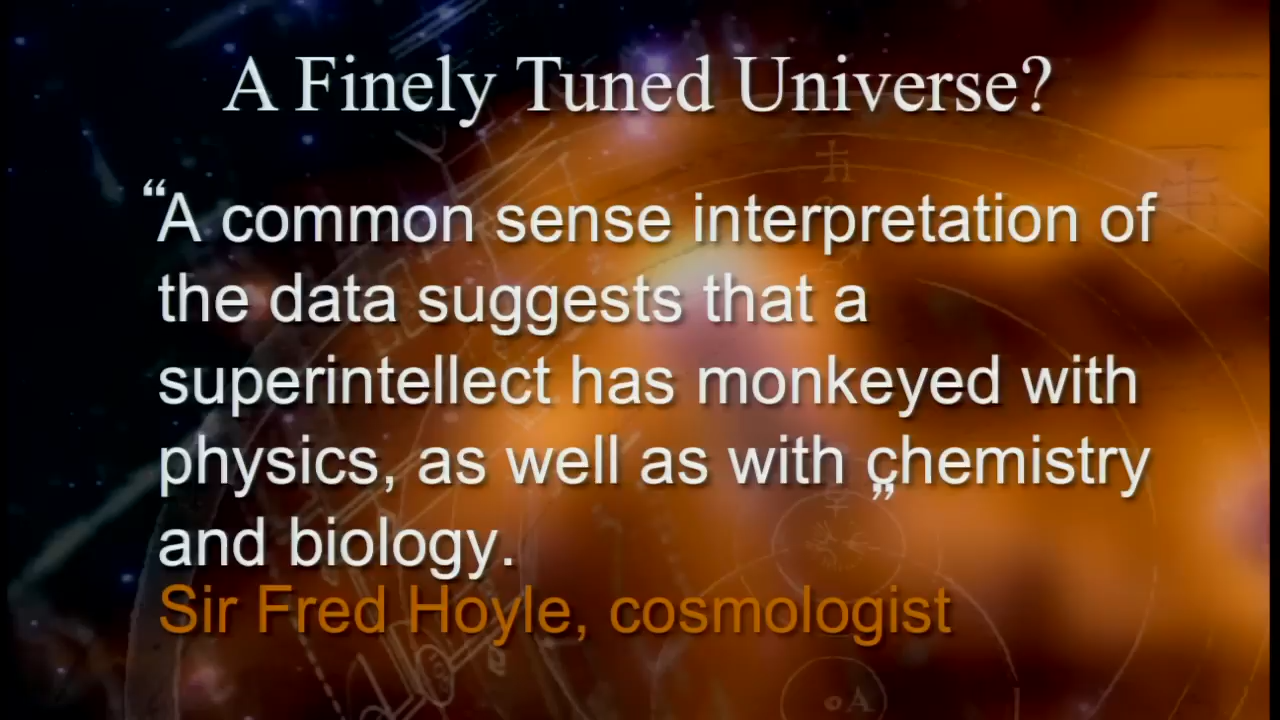 A Finely Tuned Universe?
“A common sense interpretation of
the data suggests that a
superintellect has monkeyed with
physics, as well as with chemistry
and biology.”
Sir Fred Hoyle, cosmologist
A